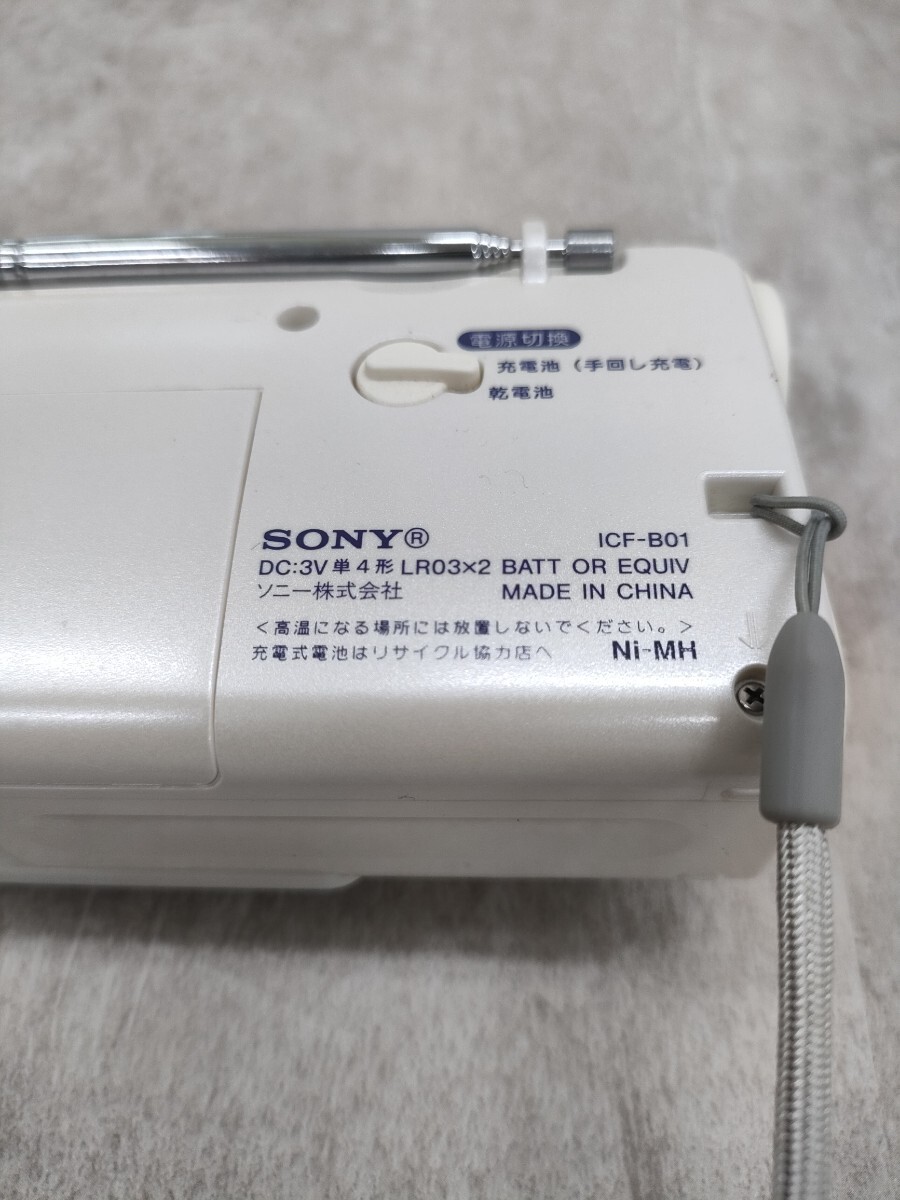 電源切換
充電池（手回し充電）
乾電池
SONY® ICF-B01
DC:3V 単4形 LR03×2 BATT OR EQUIV
ソニー株式会社 MADE IN CHINA
＜高温になる場所には放置しないでください。＞
充電式電池はリサイクル協力店へ Ni-MH